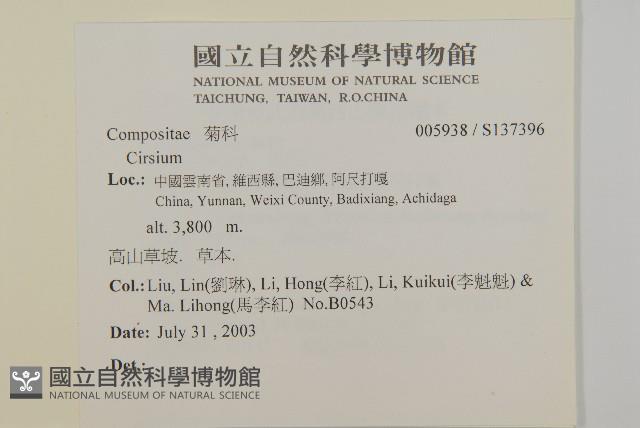 國立自然科學博物館
NATIONAL MUSEUM OF NATURAL SCIENCE
TAICHUNG, TAIWAN, R.O.CHINA
Compositae 菊科 005938 / S137396
Cirsium
Loc.: 中國雲南省, 維西縣, 巴迪鄉, 阿尺打嘎
China, Yunnan, Weixi County, Badixiang, Achidaga
alt. 3,800 m.
高山草坡. 草本.
Col.: Liu, Lin(劉琳), Li, Hong(李紅), Li, Kuikui(李魁魁) &
Ma. Lihong(馬李紅) No.B0543
Date: July 31 , 2003
Det.:
國立自然科學博物館
NATIONAL MUSEUM OF NATURAL SCIENCE